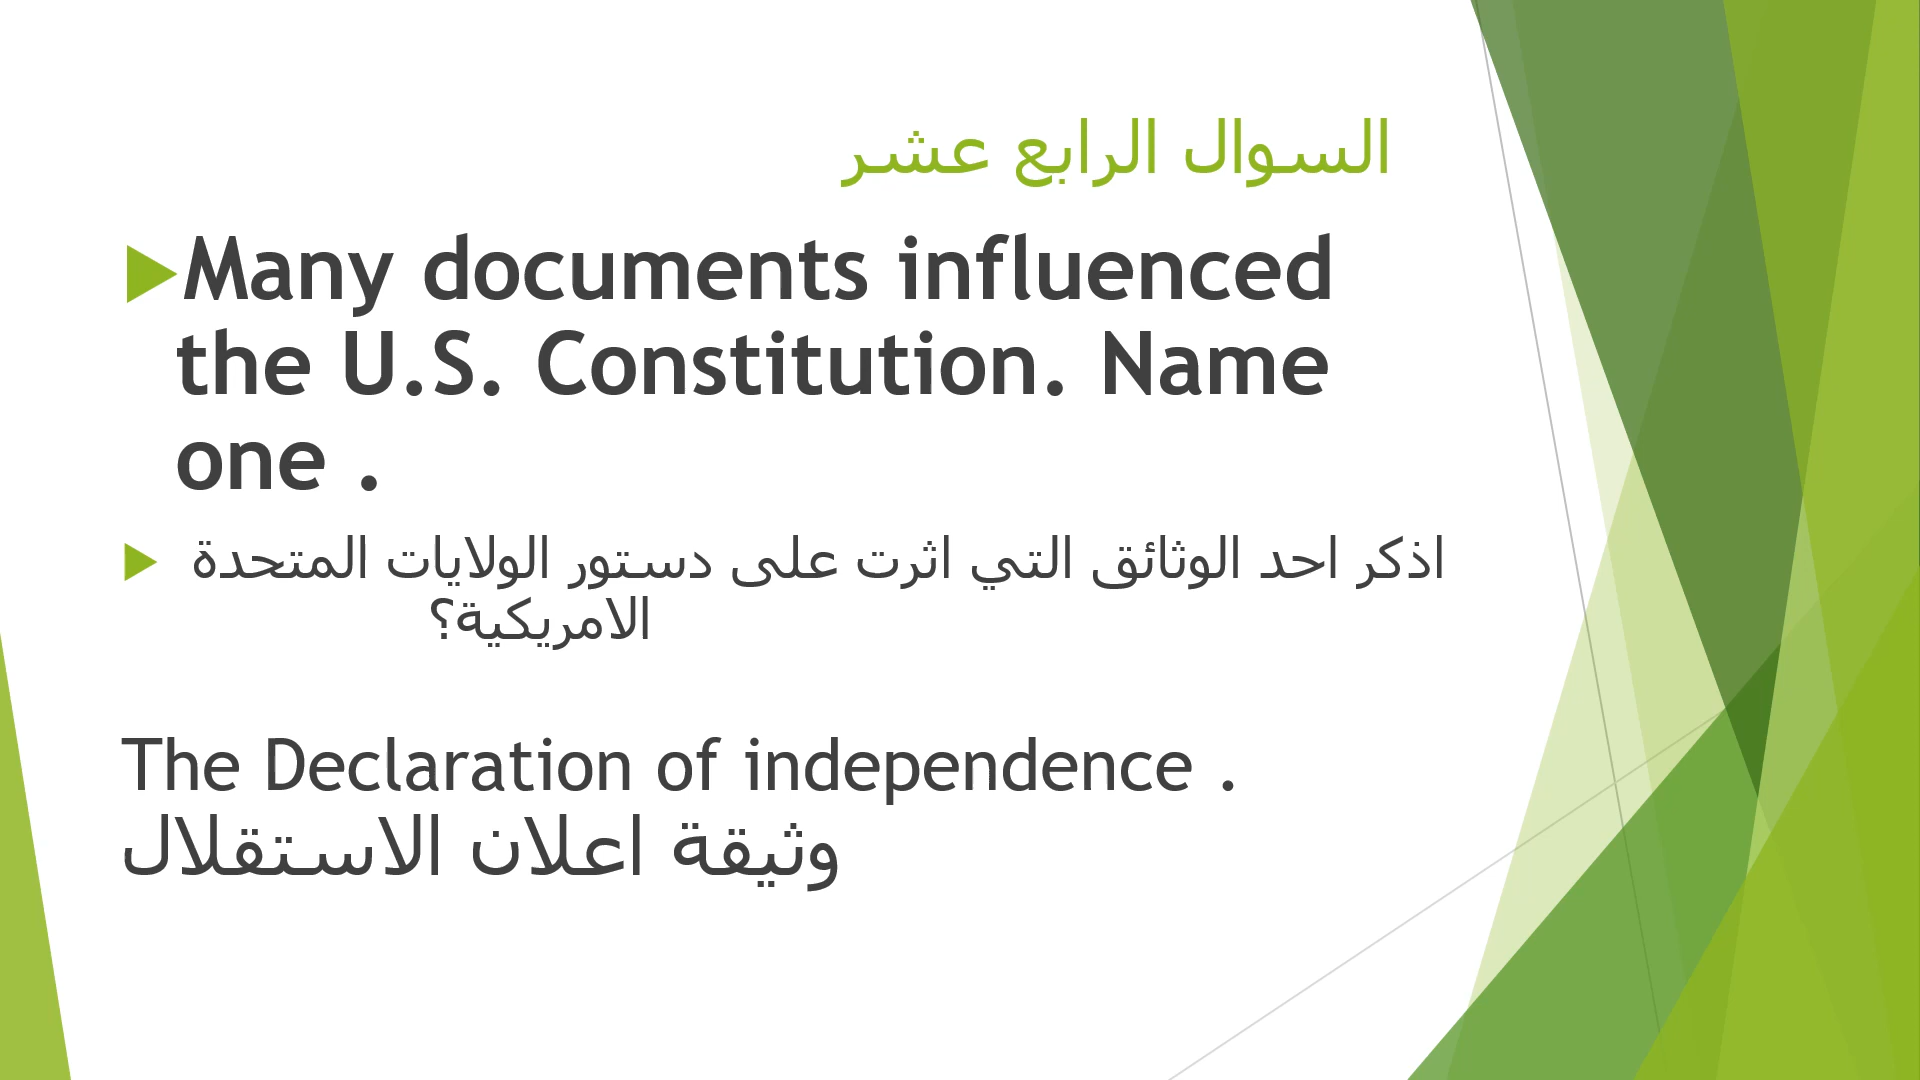 السوال الرابع عشر
Many documents influenced
the U.S. Constitution. Name
one .
اذكر احد الوثائق التي اثرت على دستور الولايات المتحدة
الامريكية؟
The Declaration of independence .
وثيقة اعلان الاستقلال